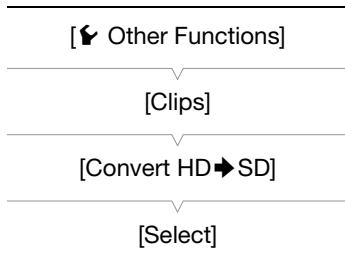 [ Other Functions]
[Clips]
[Convert HD➔SD]
[Select]